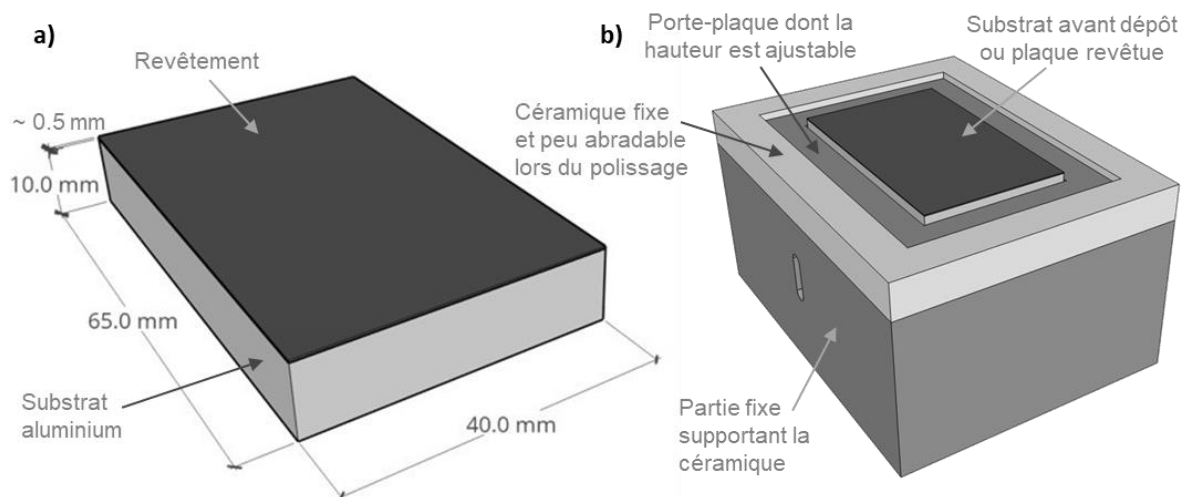 a)
Revêtement
~ 0.5 mm
10.0 mm
65.0 mm
40.0 mm
Substrat
aluminium
b)
Porte-plaque dont la
hauteur est ajustable
Substrat avant dépôt
ou plaque revêtue
Céramique fixe
et peu abradable
lors du polissage
Partie fixe
supportant la
céramique